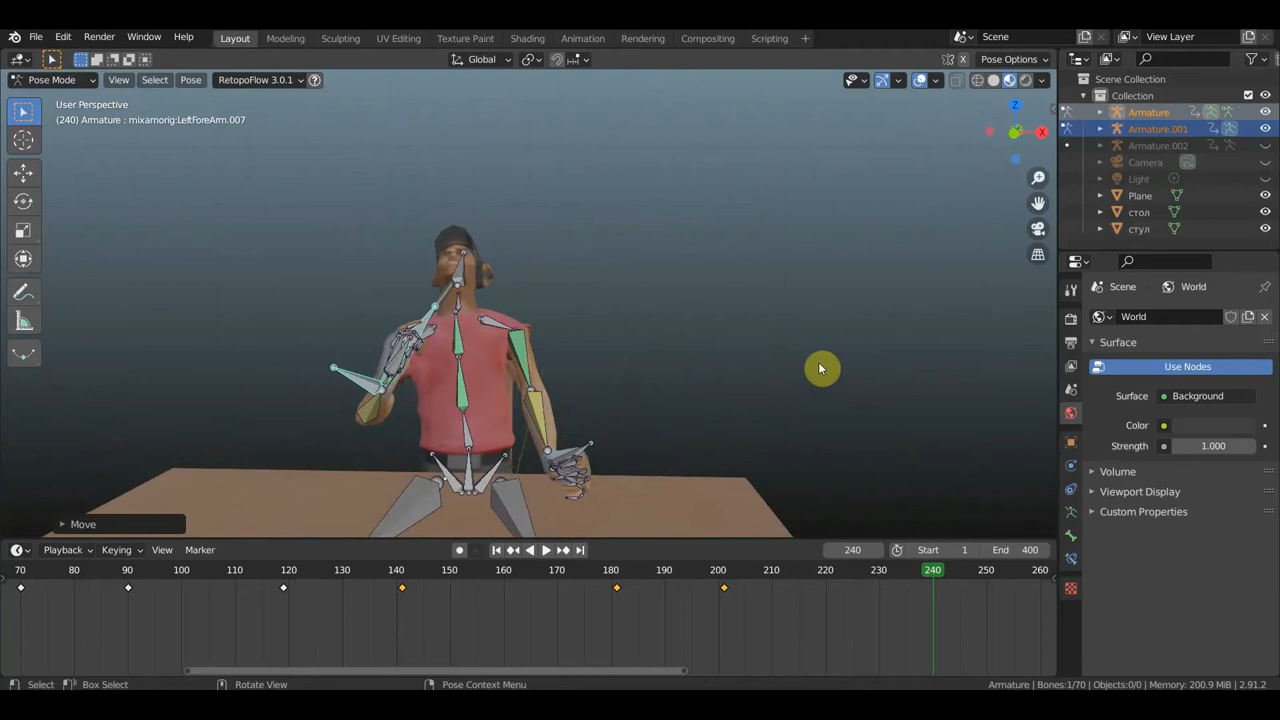 File Edit Render Window Help Layout Modeling Sculpting UV Editing Texture Paint Shading Animation Rendering Compositing Scripting + Scene View Layer
Global Pose Options
Pose Mode View Select Pose RetopoFlow 3.0.1
User Perspective
(240) Armature : mixamorig:LeftForeArm.007
Z
X
Scene Collection
Collection
Armature
Armature.001
Armature.002
Camera
Light
Plane
стол
стул
Scene World
World
Surface
Use Nodes
Surface Background
Color
Strength 1.000
Volume
Viewport Display
Custom Properties
Move
Playback Keying View Marker 240 Start 1 End 400
70 80 90 100 110 120 130 140 150 160 170 180 190 200 210 220 230 240 250 260
Select Box Select Rotate View Pose Context Menu Armature | Bones:1/70 | Objects:0/0 | Memory: 200.9 MiB | 2.91.2